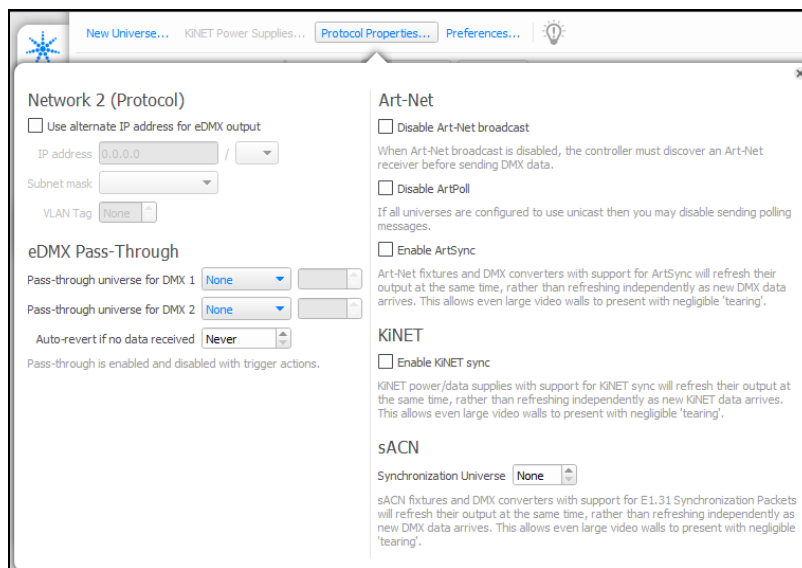 New Universe... KiNET Power Supplies... Protocol Properties... Preferences...
Network 2 (Protocol)
Use alternate IP address for eDMX output
IP address 0.0.0.0 /
Subnet mask
VLAN Tag None
eDMX Pass-Through
Pass-through universe for DMX 1 None
Pass-through universe for DMX 2 None
Auto-revert if no data received Never
Pass-through is enabled and disabled with trigger actions.
Art-Net
Disable Art-Net broadcast
When Art-Net broadcast is disabled, the controller must discover an Art-Net
receiver before sending DMX data.
Disable ArtPoll
If all universes are configured to use unicast then you may disable sending polling
messages.
Enable ArtSync
Art-Net fixtures and DMX converters with support for ArtSync will refresh their
output at the same time, rather than refreshing independently as new DMX data
arrives. This allows even large video walls to present with negligible 'tearing'.
KiNET
Enable KiNET sync
KiNET power/data supplies with support for KiNET sync will refresh their output at
the same time, rather than refreshing independently as new KiNET data arrives.
This allows even large video walls to present with negligible 'tearing'.
sACN
Synchronization Universe None
sACN fixtures and DMX converters with support for E1.31 Synchronization Packets
will refresh their output at the same time, rather than refreshing independently as
new DMX data arrives. This allows even large video walls to present with negligible
'tearing'.